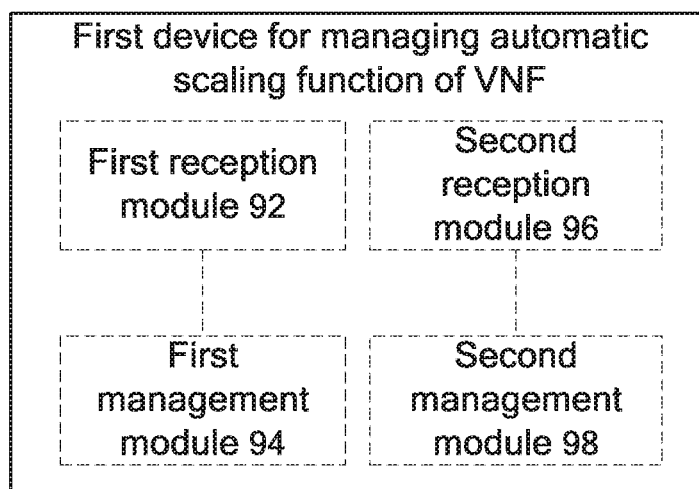 First device for managing automatic
scaling function of VNF
First reception
module 92
Second
reception
module 96
First
management
module 94
Second
management
module 98